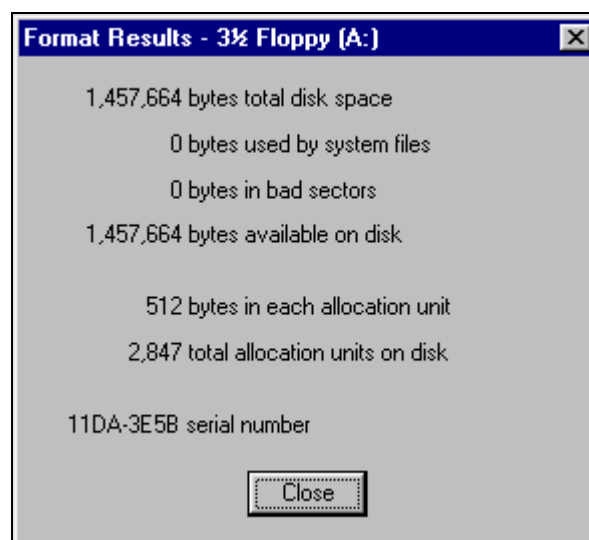 Format Results - 3½ Floppy (A:)
1,457,664 bytes total disk space
0 bytes used by system files
0 bytes in bad sectors
1,457,664 bytes available on disk
512 bytes in each allocation unit
2,847 total allocation units on disk
11DA-3E5B serial number
Close